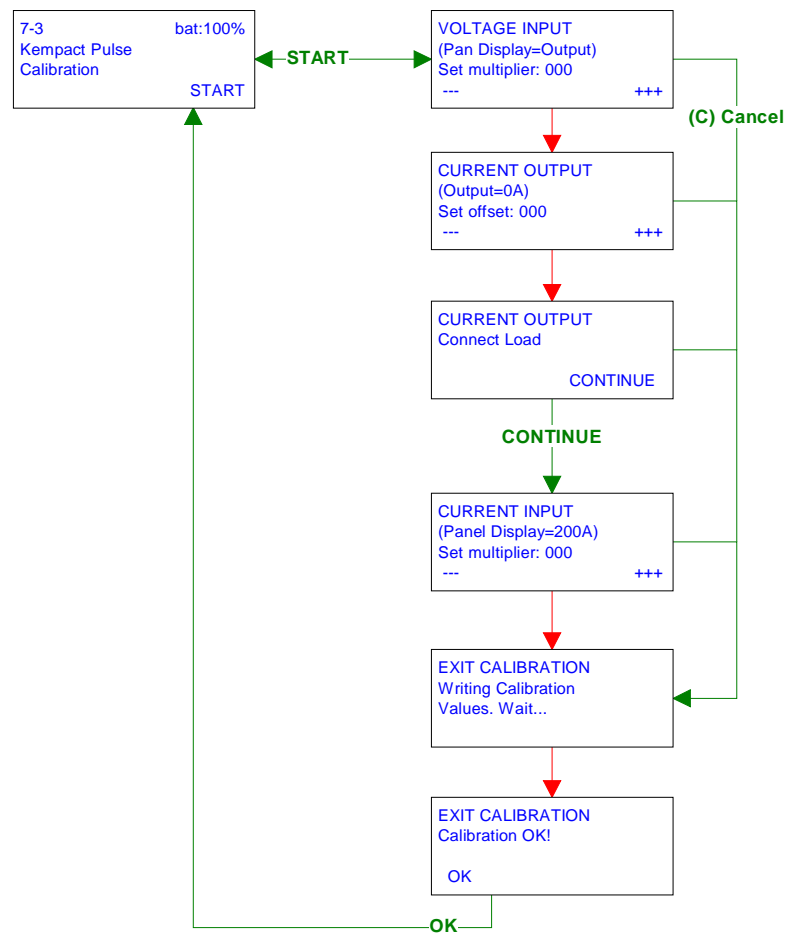 7-3 bat:100%
Kempact Pulse
Calibration
START
START
VOLTAGE INPUT
(Pan Display=Output)
Set multiplier: 000
--- +++
(C) Cancel
CURRENT OUTPUT
(Output=0A)
Set offset: 000
--- +++
CURRENT OUTPUT
Connect Load
CONTINUE
CONTINUE
CURRENT INPUT
(Panel Display=200A)
Set multiplier: 000
--- +++
EXIT CALIBRATION
Writing Calibration
Values. Wait...
EXIT CALIBRATION
Calibration OK!
OK
OK